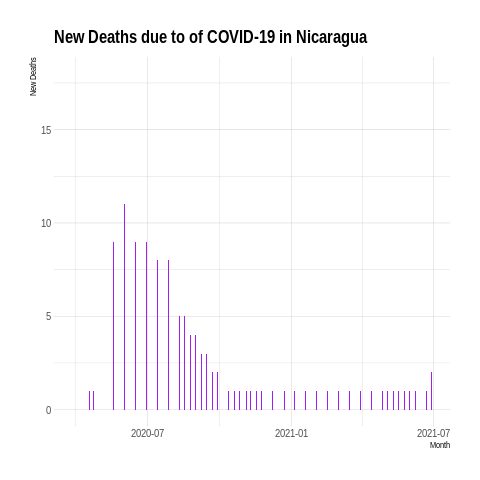 New Deaths due to of COVID-19 in Nicaragua
New Deaths
15
10
5
0
2020-07
2021-01
2021-07
Month